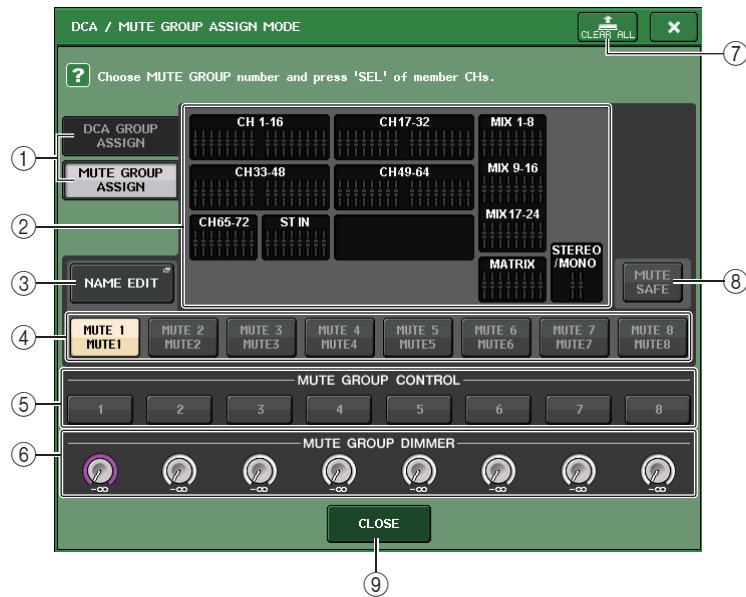 DCA / MUTE GROUP ASSIGN MODE
CLEAR ALL
×
⑦
? Choose MUTE GROUP number and press 'SEL' of member CHs.
①
DCA GROUP
ASSIGN
MUTE GROUP
ASSIGN
②
CH 1-16
CH17-32
MIX 1-8
CH33-48
CH49-64
MIX 9-16
CH65-72
ST IN
MIX17-24
MATRIX
STEREO
/MONO
③
NAME EDIT
MUTE
SAFE
⑧
④
MUTE 1
MUTE1
MUTE 2
MUTE2
MUTE 3
MUTE3
MUTE 4
MUTE4
MUTE 5
MUTE5
MUTE 6
MUTE6
MUTE 7
MUTE7
MUTE 8
MUTE8
⑤
MUTE GROUP CONTROL
1 2 3 4 5 6 7 8
⑥
MUTE GROUP DIMMER
-∞ -∞ -∞ -∞ -∞ -∞ -∞ -∞
CLOSE
⑨